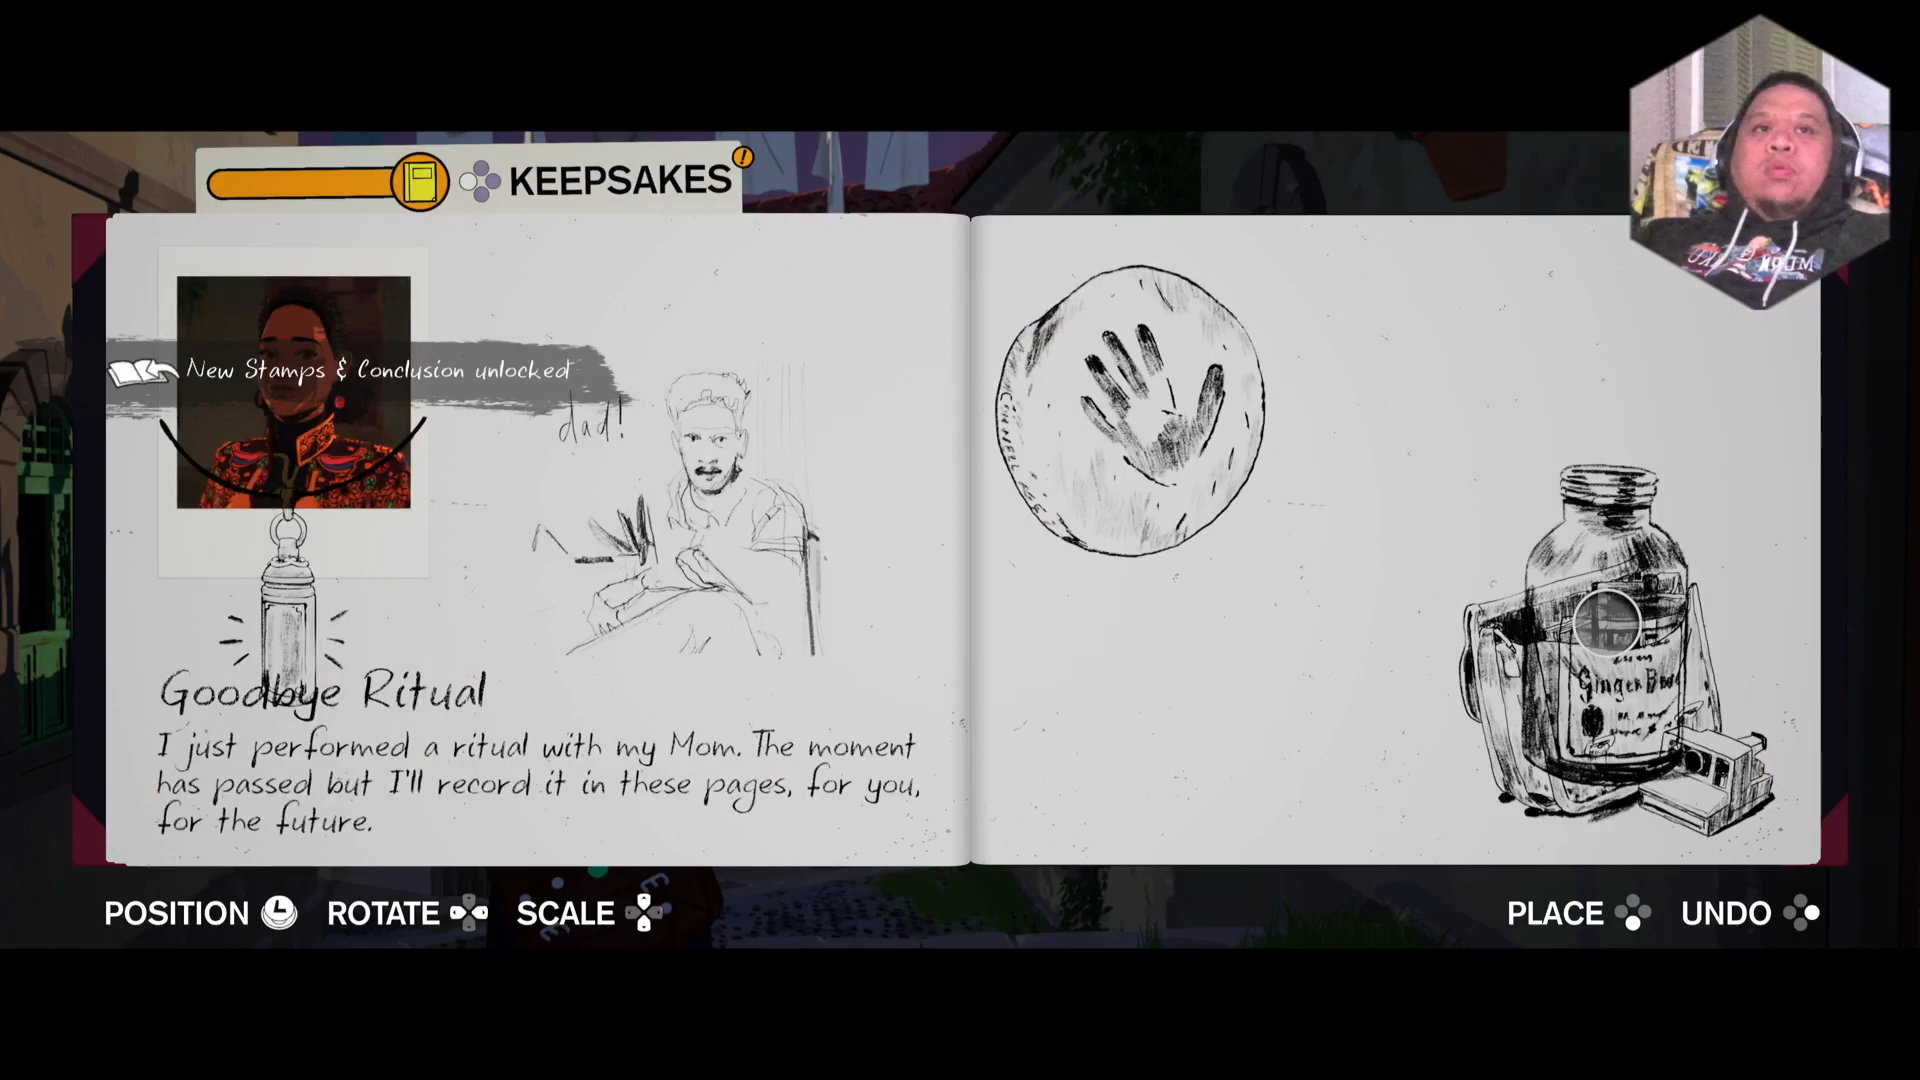 KEEPSAKES
!
New Stamps & Conclusion unlocked
dad!
Ginger Beer
Goodbye Ritual
I just performed a ritual with my Mom. The moment
has passed but I'll record it in these pages, for you,
for the future.
POSITION
ROTATE
SCALE
PLACE
UNDO